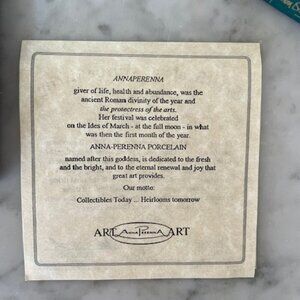 ANNAPERENNA
giver of life, health and abundance, was the
ancient Roman divinity of the year and
the protectress of the arts.
Her festival was celebrated
on the Ides of March - at the full moon - in what
was then the first month of the year.
ANNA-PERENNA PORCELAIN
named after this goddess, is dedicated to the fresh
and the bright, and to the eternal renewal and joy that
great art provides.
Our motto:
Collectibles Today ... Heirlooms tomorrow
ART ANNA PERENNA ART